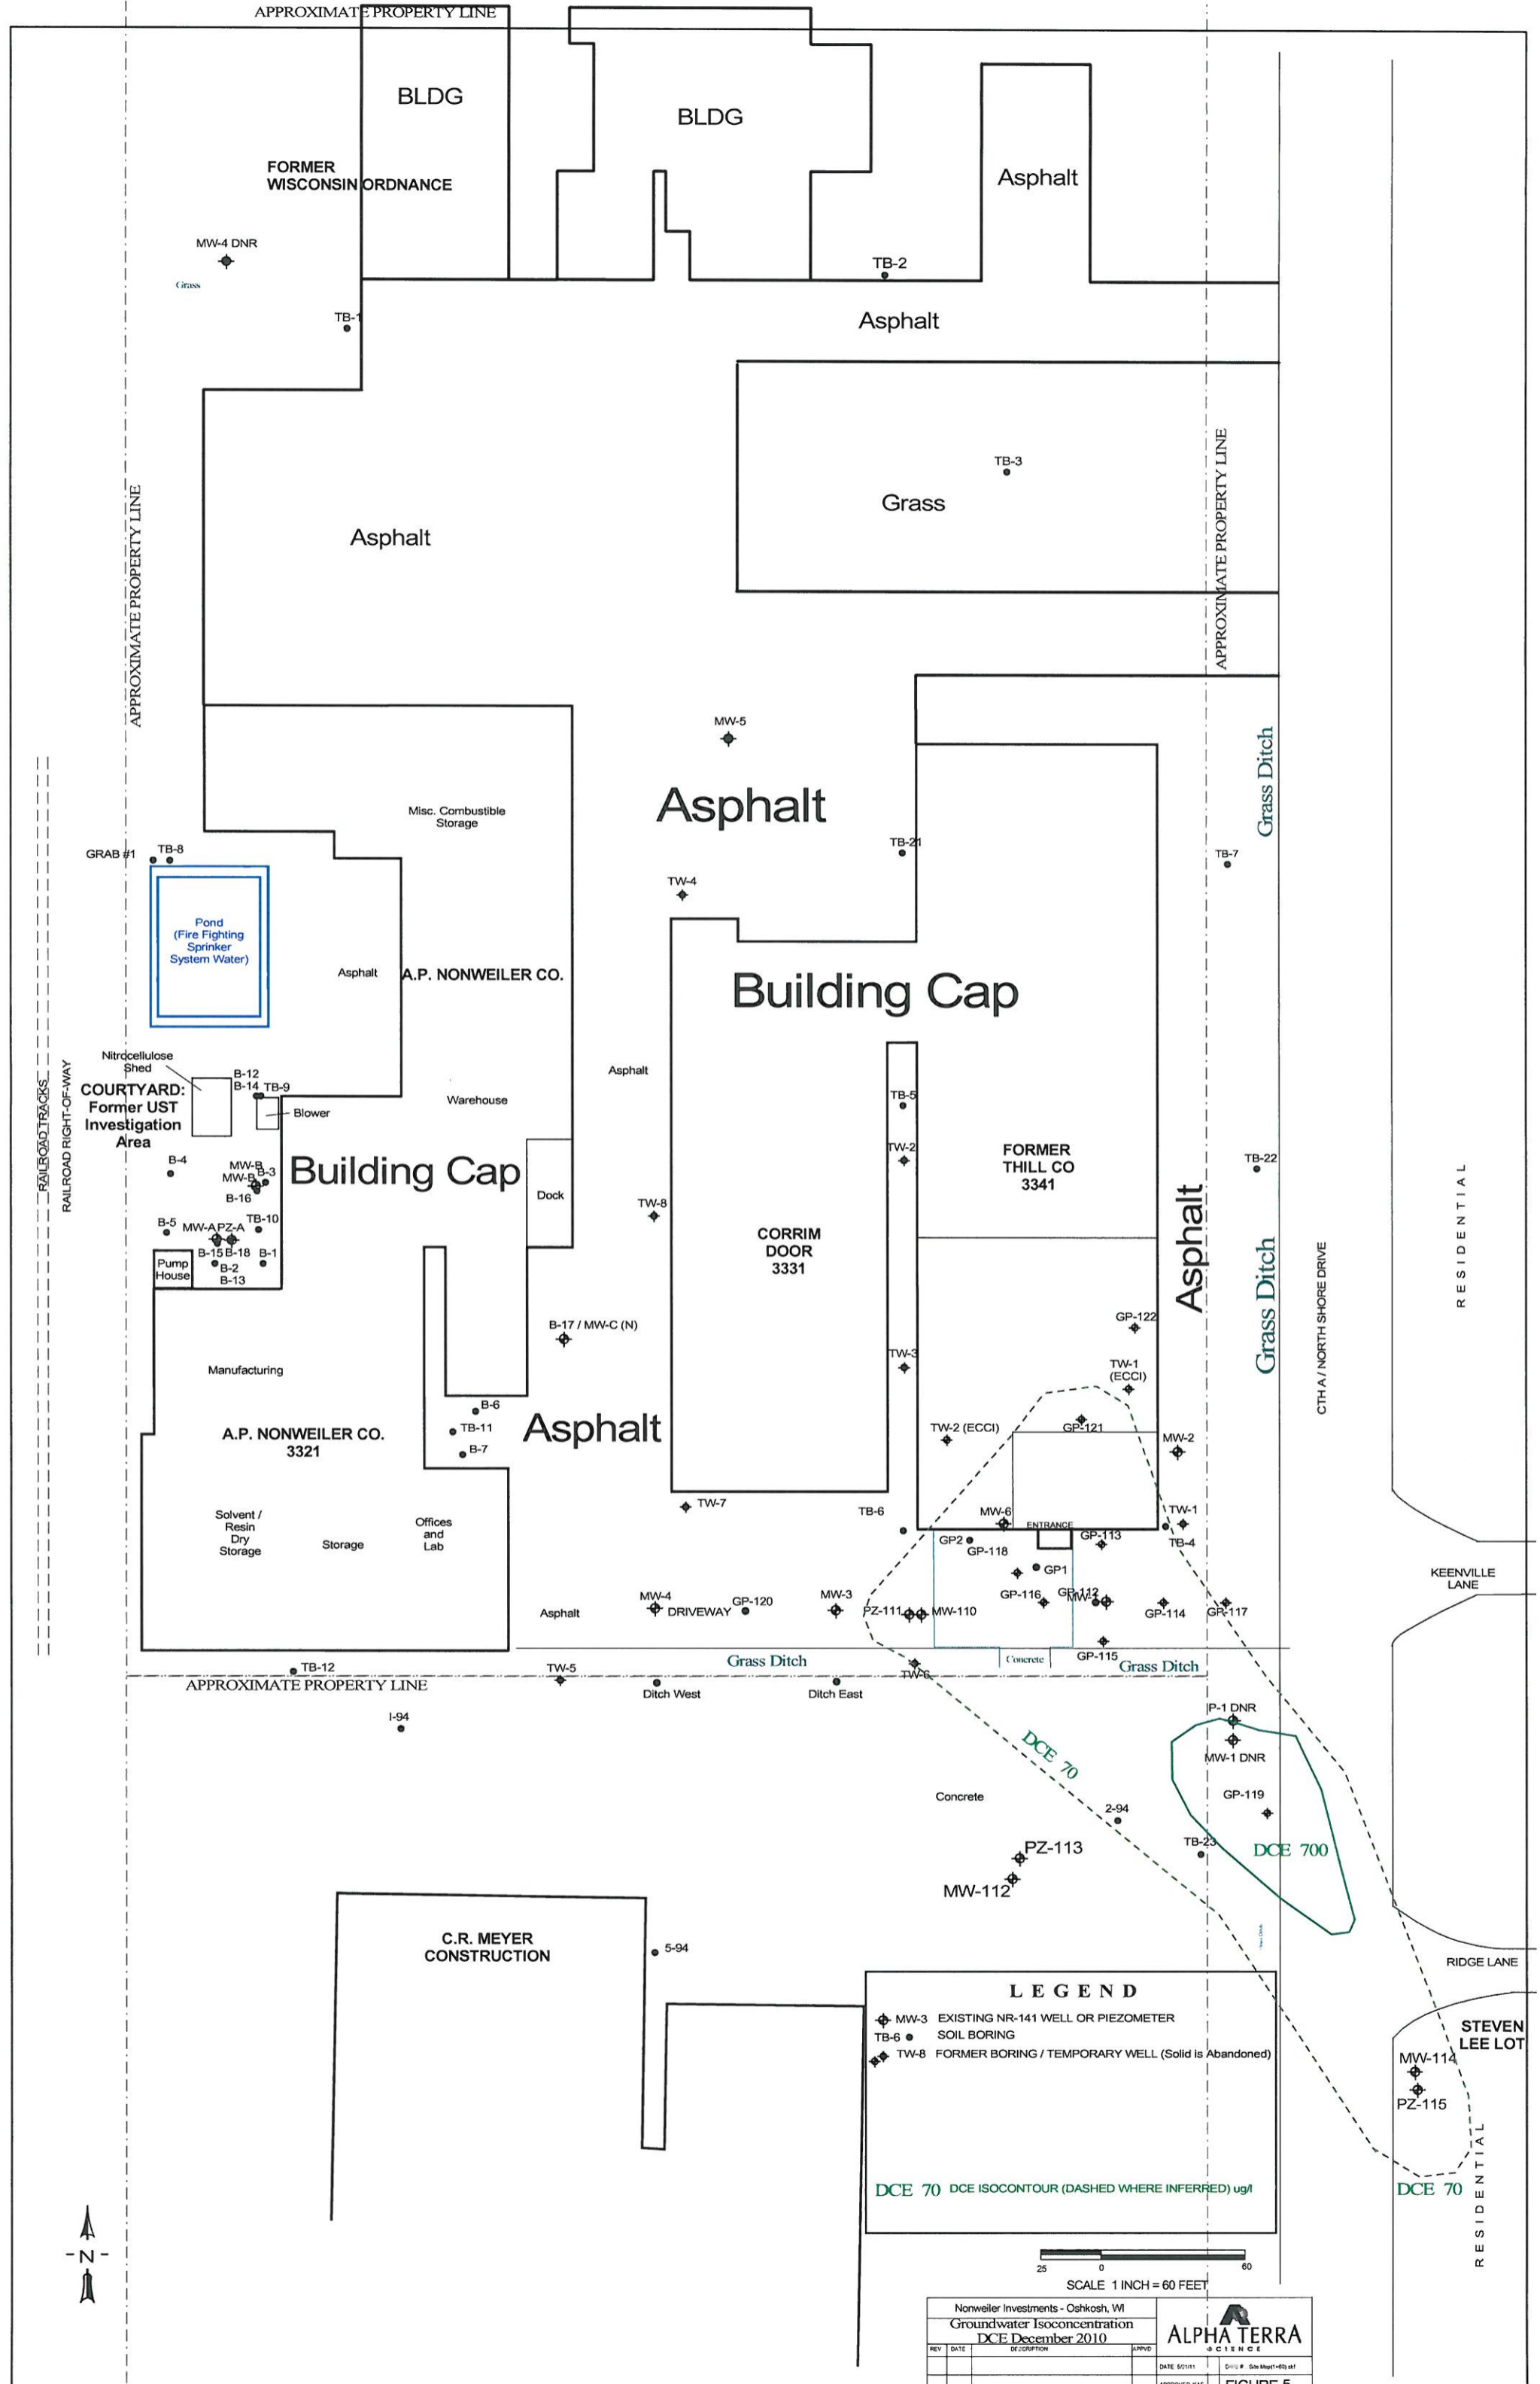 APPROXIMATE PROPERTY LINE
BLDG
BLDG
FORMER
WISCONSIN ORDNANCE
Asphalt
MW-4 DNR
Grass
TB-2
TB-1
Asphalt
TB-3
Grass
APPROXIMATE PROPERTY LINE
APPROXIMATE PROPERTY LINE
Asphalt
MW-5
Asphalt
Grass Ditch
Misc. Combustible
Storage
GRAB #1
TB-8
TB-21
TB-7
TW-4
Pond
(Fire Fighting
Sprinker
System Water)
Asphalt
A.P. NONWEILER CO.
Building Cap
Nitrocellulose
Shed
COURTYARD:
Former UST
Investigation
Area
B-12
B-14
TB-9
Blower
Warehouse
Asphalt
TB-5
RAILROAD TRACKS
RAILROAD RIGHT-OF-WAY
B-4
MW-B
MW-B
B-3
B-16
Building Cap
Dock
TW-2
FORMER
THILL CO
3341
TB-22
RESIDENTIAL
B-5
MW-A
PZ-A
TB-10
B-15
B-18
B-1
B-2
B-13
Pump
House
TW-8
CORRIM
DOOR
3331
Asphalt
Grass Ditch
CTH A / NORTH SHORE DRIVE
B-17 / MW-C (N)
GP-122
Manufacturing
TW-3
TW-1
(ECCI)
B-6
TB-11
B-7
Asphalt
A.P. NONWEILER CO.
3321
TW-2 (ECCI)
GP-121
MW-2
Solvent /
Resin
Dry
Storage
Storage
Offices
and
Lab
TW-7
TB-6
MW-6
ENTRANCE
TW-1
TB-4
GP2
GP-118
GP-113
GP1
KEENVILLE
LANE
Asphalt
MW-4
DRIVEWAY
GP-120
MW-3
PZ-111
MW-110
GP-116
GP-112
MW-1
GP-114
GP-117
GP-115
TB-12
APPROXIMATE PROPERTY LINE
TW-5
Grass Ditch
Ditch West
Ditch East
TW-6
Concrete
Grass Ditch
I-94
P-1 DNR
MW-1 DNR
DCE 70
Concrete
2-94
GP-119
TB-23
DCE 700
PZ-113
MW-112
C.R. MEYER
CONSTRUCTION
5-94
RIDGE LANE
STEVEN
LEE LOT
MW-114
PZ-115
RESIDENTIAL
DCE 70
LEGEND
MW-3 EXISTING NR-141 WELL OR PIEZOMETER
TB-6 SOIL BORING
TW-8 FORMER BORING / TEMPORARY WELL (Solid is Abandoned)
DCE 70 DCE ISOCONTOUR (DASHED WHERE INFERRED) ug/l
-N-
25 0 60
SCALE 1 INCH = 60 FEET
Nonweiler Investments - Oshkosh, WI
Groundwater Isoconcentration
DCE December 2010
REV DATE DESCRIPTION APPVD
ALPHA TERRA
SCIENCE
FIGURE 5